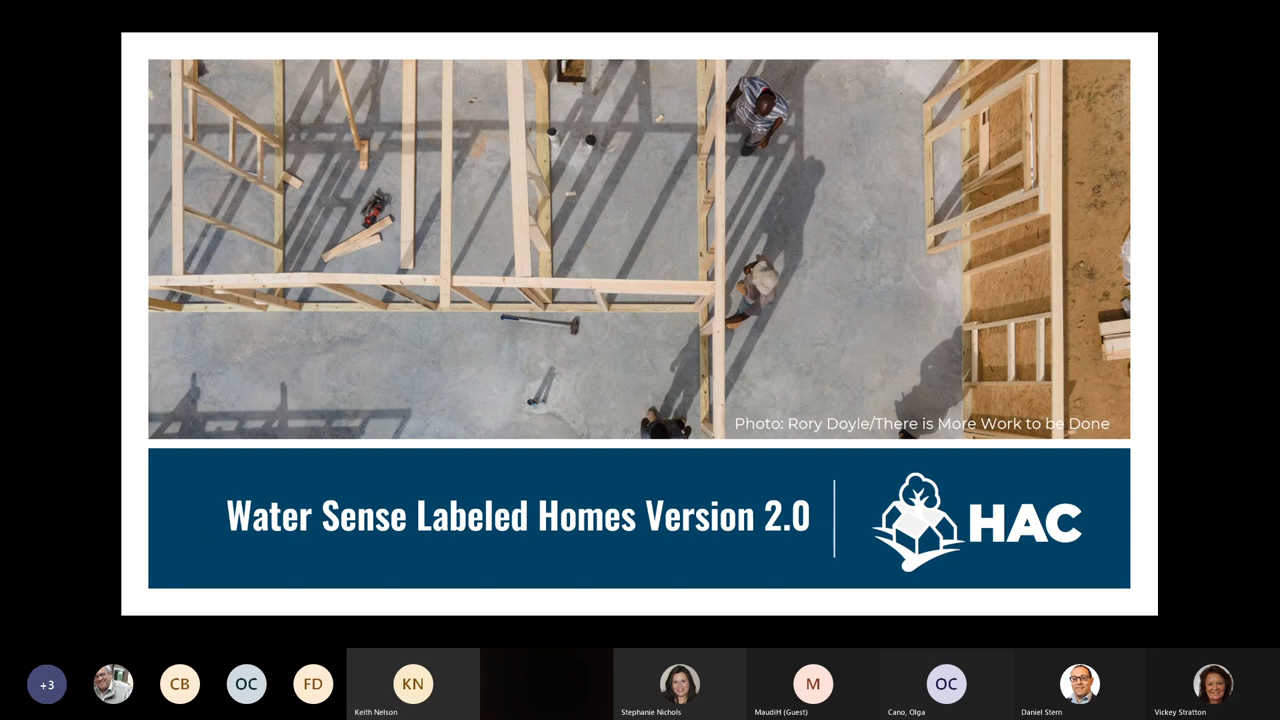 Photo: Rory Doyle/There is More Work to be Done
Water Sense Labeled Homes Version 2.0
HAC
+3
CB
OC
FD
KN
M
OC
Keith Nelson
Stephanie Nichols
MaudiH (Guest)
Cano, Olga
Daniel Stern
Vickey Stratton